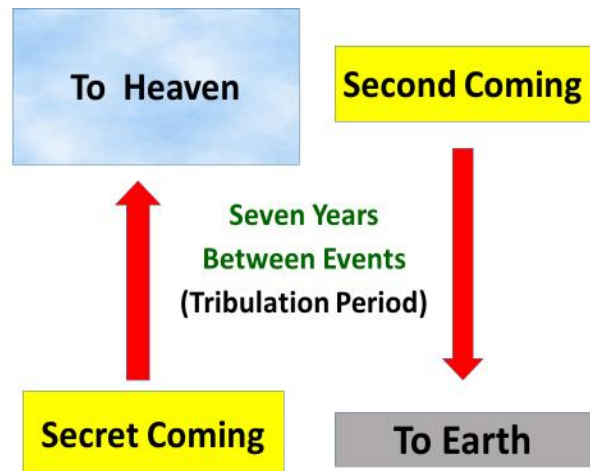 To Heaven
Second Coming
Seven Years
Between Events
(Tribulation Period)
Secret Coming
To Earth